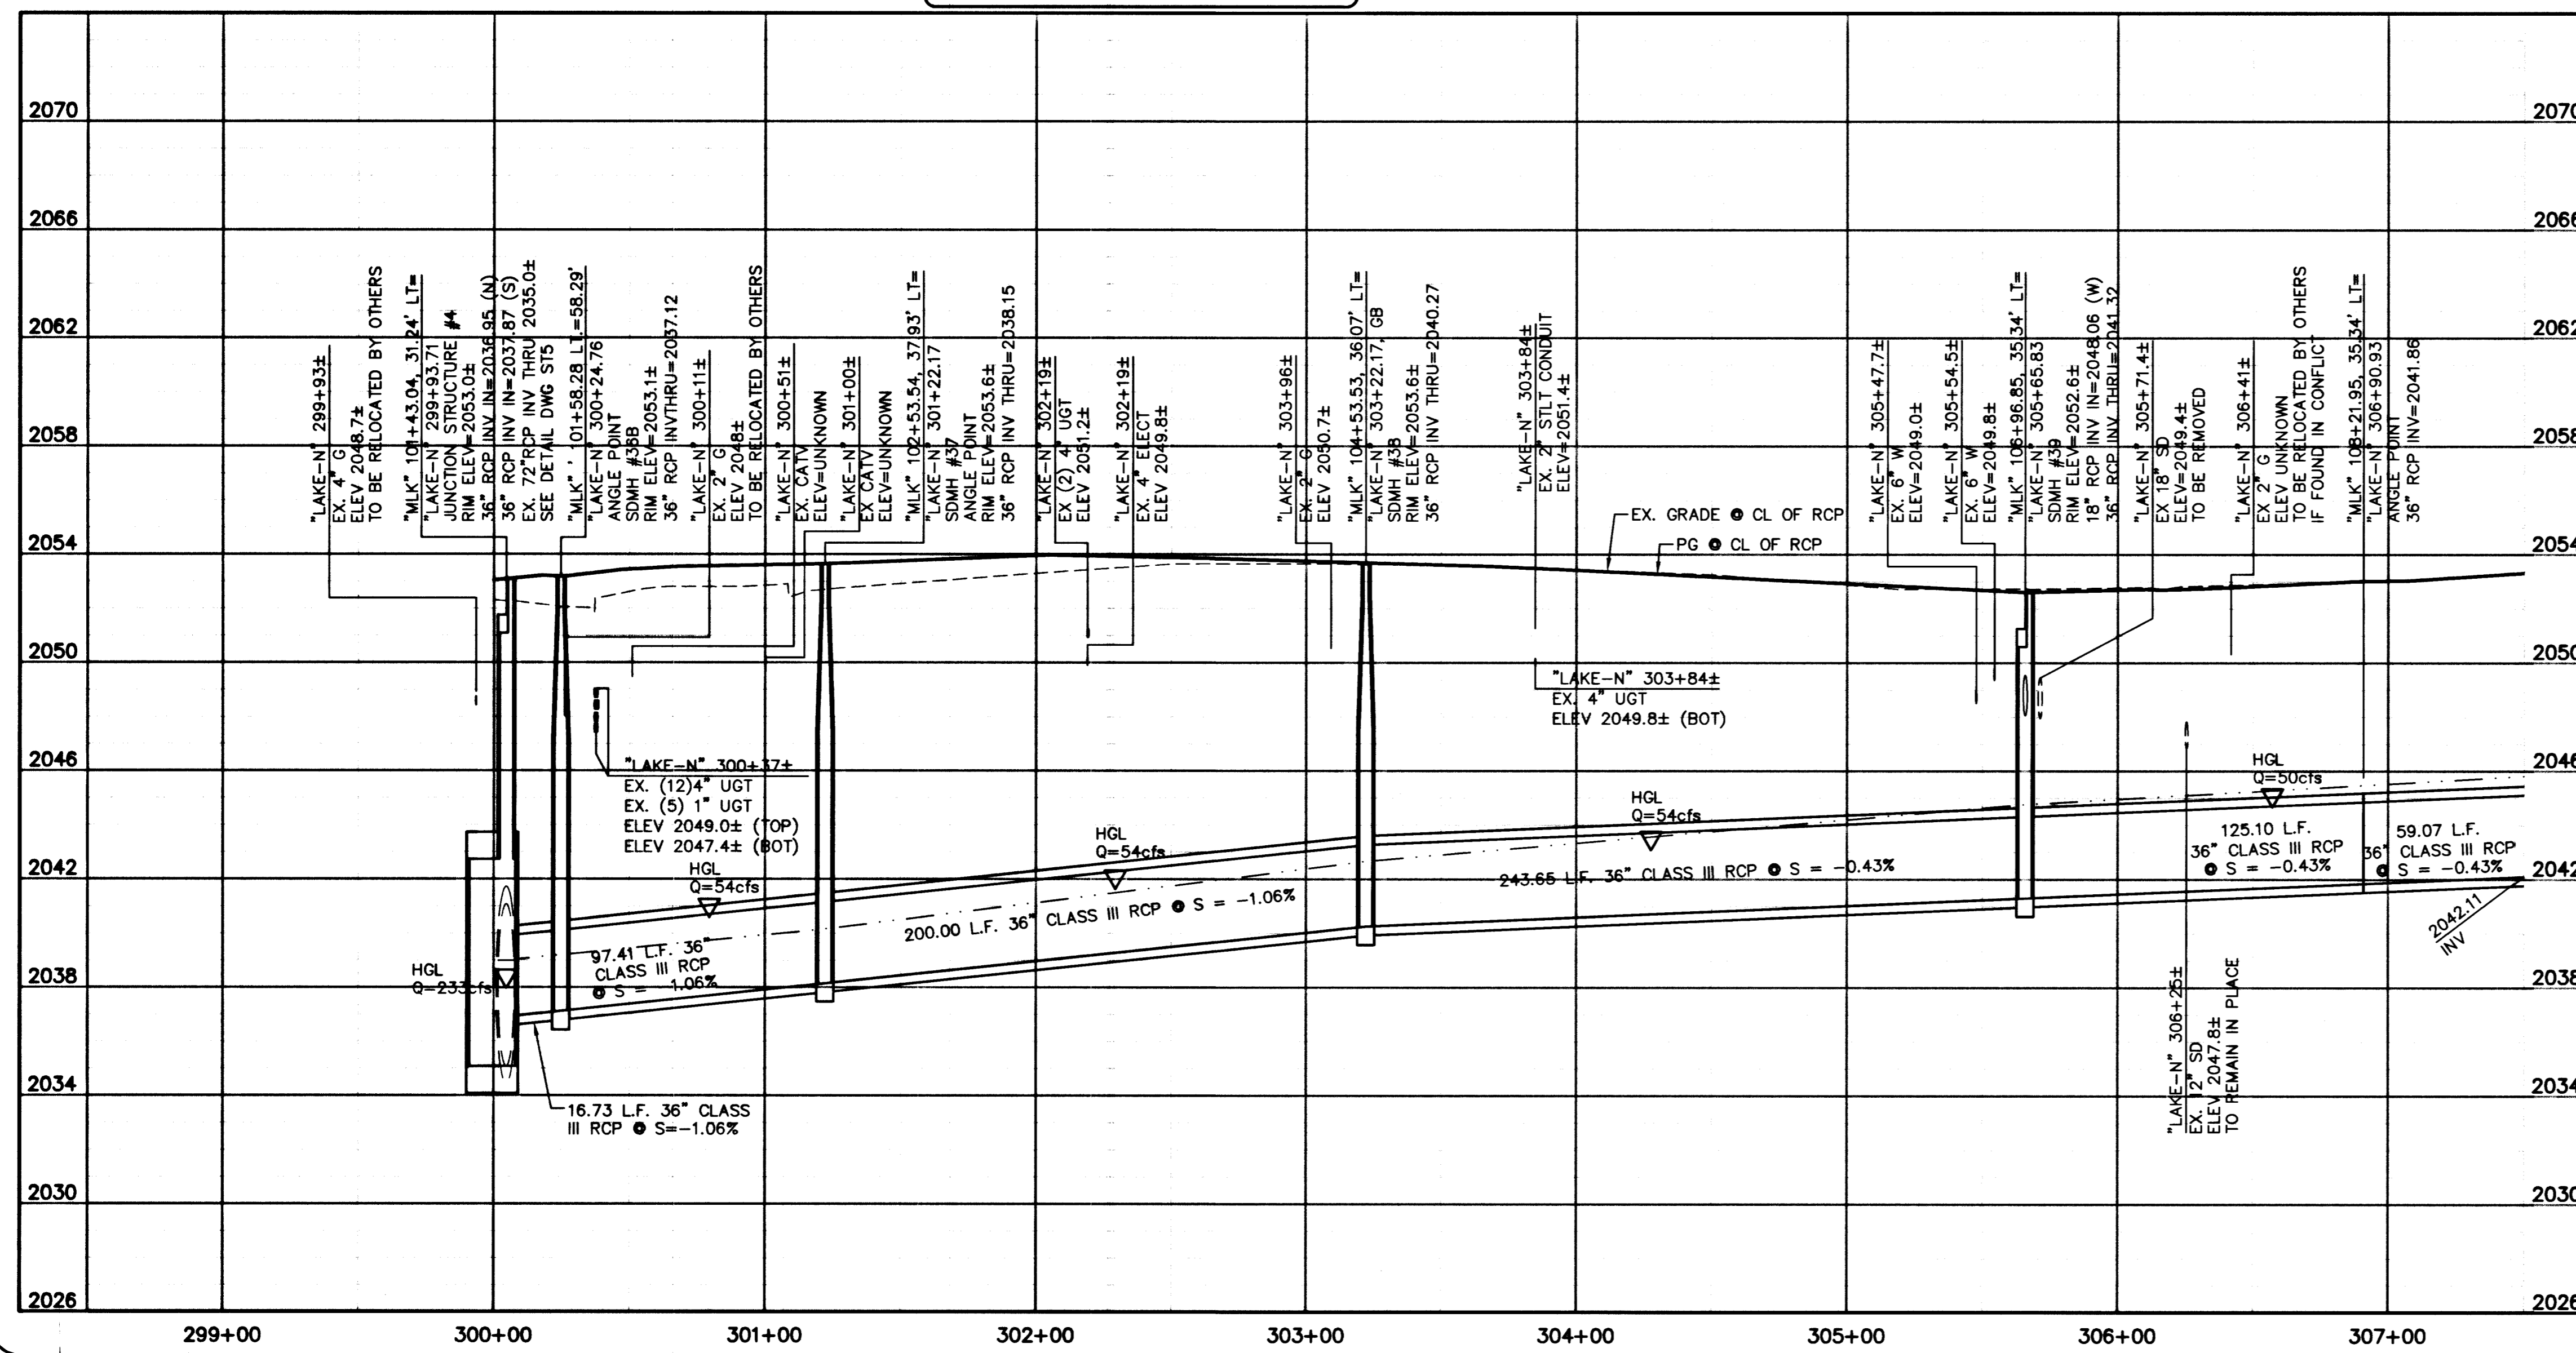 2070
2066
2062
2058
2054
2050
2046
2042
2038
2034
2030
2026
"LAKE-N" 299+93±
EX. 4" G
ELEV 2048.7±
TO BE RELOCATED BY OTHERS
"MLK" 101+43.04, 31.24' LT=
"LAKE-N" 299+93.71
JUNCTION STRUCTURE #4
RIM ELEV=2053.0±
36" RCP INV IN=2036.95 (N)
36" RCP INV IN=2037.87 (S)
EX. 72"RCP INV THRU 2035.0±
SEE DETAIL DWG ST5
"MLK" ' 101+58.28 LT.=58.29'
"LAKE-N" 300+24.76
ANGLE POINT
SDMH #38B
RIM ELEV=2053.1±
36" RCP INVTHRU=2037.12
"LAKE-N" 300+11±
EX. 2" G
ELEV 2048±
TO BE RELOCATED BY OTHERS
"LAKE-N" 300+51±
EX. CATV
ELEV=UNKNOWN
"LAKE-N" 301+00±
EX CATV
ELEV=UNKNOWN
"MLK" 102+53.54, 37.93' LT=
"LAKE-N" 301+22.17
SDMH #37
ANGLE POINT
RIM ELEV=2053.6±
36" RCP INV THRU=2038.15
"LAKE-N" 302+19±
EX (2) 4" UGT
ELEV 2051.2±
"LAKE-N" 302+19±
EX. 4" ELECT
ELEV 2049.8±
"LAKE-N" 303+96±
EX. 2" G
ELEV 2050.7±
"MLK" 104+53.53, 36.07' LT=
"LAKE-N" 303+22.17, GB
SDMH #38
RIM ELEV=2053.6±
36" RCP INV THRU=2040.27
"LAKE-N" 303+84±
EX. 2" STLT CONDUIT
ELEV=2051.4±
EX. GRADE @ CL OF RCP
PG @ CL OF RCP
"LAKE-N" 305+47.7±
EX. 6" W
ELEV=2049.0±
"LAKE-N" 305+54.5±
EX. 6" W
ELEV=2049.8±
"MLK" 106+96.85, 35.34' LT=
"LAKE-N" 305+65.83
SDMH #39
RIM ELEV=2052.6±
18" RCP INV IN=2048.06 (W)
36" RCP INV THRU=2041.32
"LAKE-N" 305+71.4±
EX 18" SD
ELEV=2049.4±
TO BE REMOVED
"LAKE-N" 306+41±
EX 2" G
ELEV UNKNOWN
TO BE RELOCATED BY OTHERS
IF FOUND IN CONFLICT
"MLK" 108+21.95, 35.34' LT=
"LAKE-N" 306+90.93
ANGLE POINT
36" RCP INV=2041.86
"LAKE-N" 303+84±
EX. 4" UGT
ELEV 2049.8± (BOT)
"LAKE-N" 300+37±
EX. (12)4" UGT
EX. (5) 1" UGT
ELEV 2049.0± (TOP)
ELEV 2047.4± (BOT)
HGL
Q=54cfs
HGL
Q=54cfs
HGL
Q=54cfs
HGL
Q=50cfs
HGL
Q=233cfs
97.41 L.F. 36"
CLASS III RCP
@ S = -1.06%
200.00 L.F. 36" CLASS III RCP @ S = -1.06%
243.65 L.F. 36" CLASS III RCP @ S = -0.43%
125.10 L.F.
36" CLASS III RCP
@ S = -0.43%
59.07 L.F.
36" CLASS III RCP
@ S = -0.43%
2042.11
INV
"LAKE-N" 306+25±
EX. 12" SD
ELEV 2047.8±
TO REMAIN IN PLACE
16.73 L.F. 36" CLASS
III RCP @ S=-1.06%
2070
2066
2062
2058
2054
2050
2046
2042
2038
2034
2030
2026
299+00
300+00
301+00
302+00
303+00
304+00
305+00
306+00
307+00